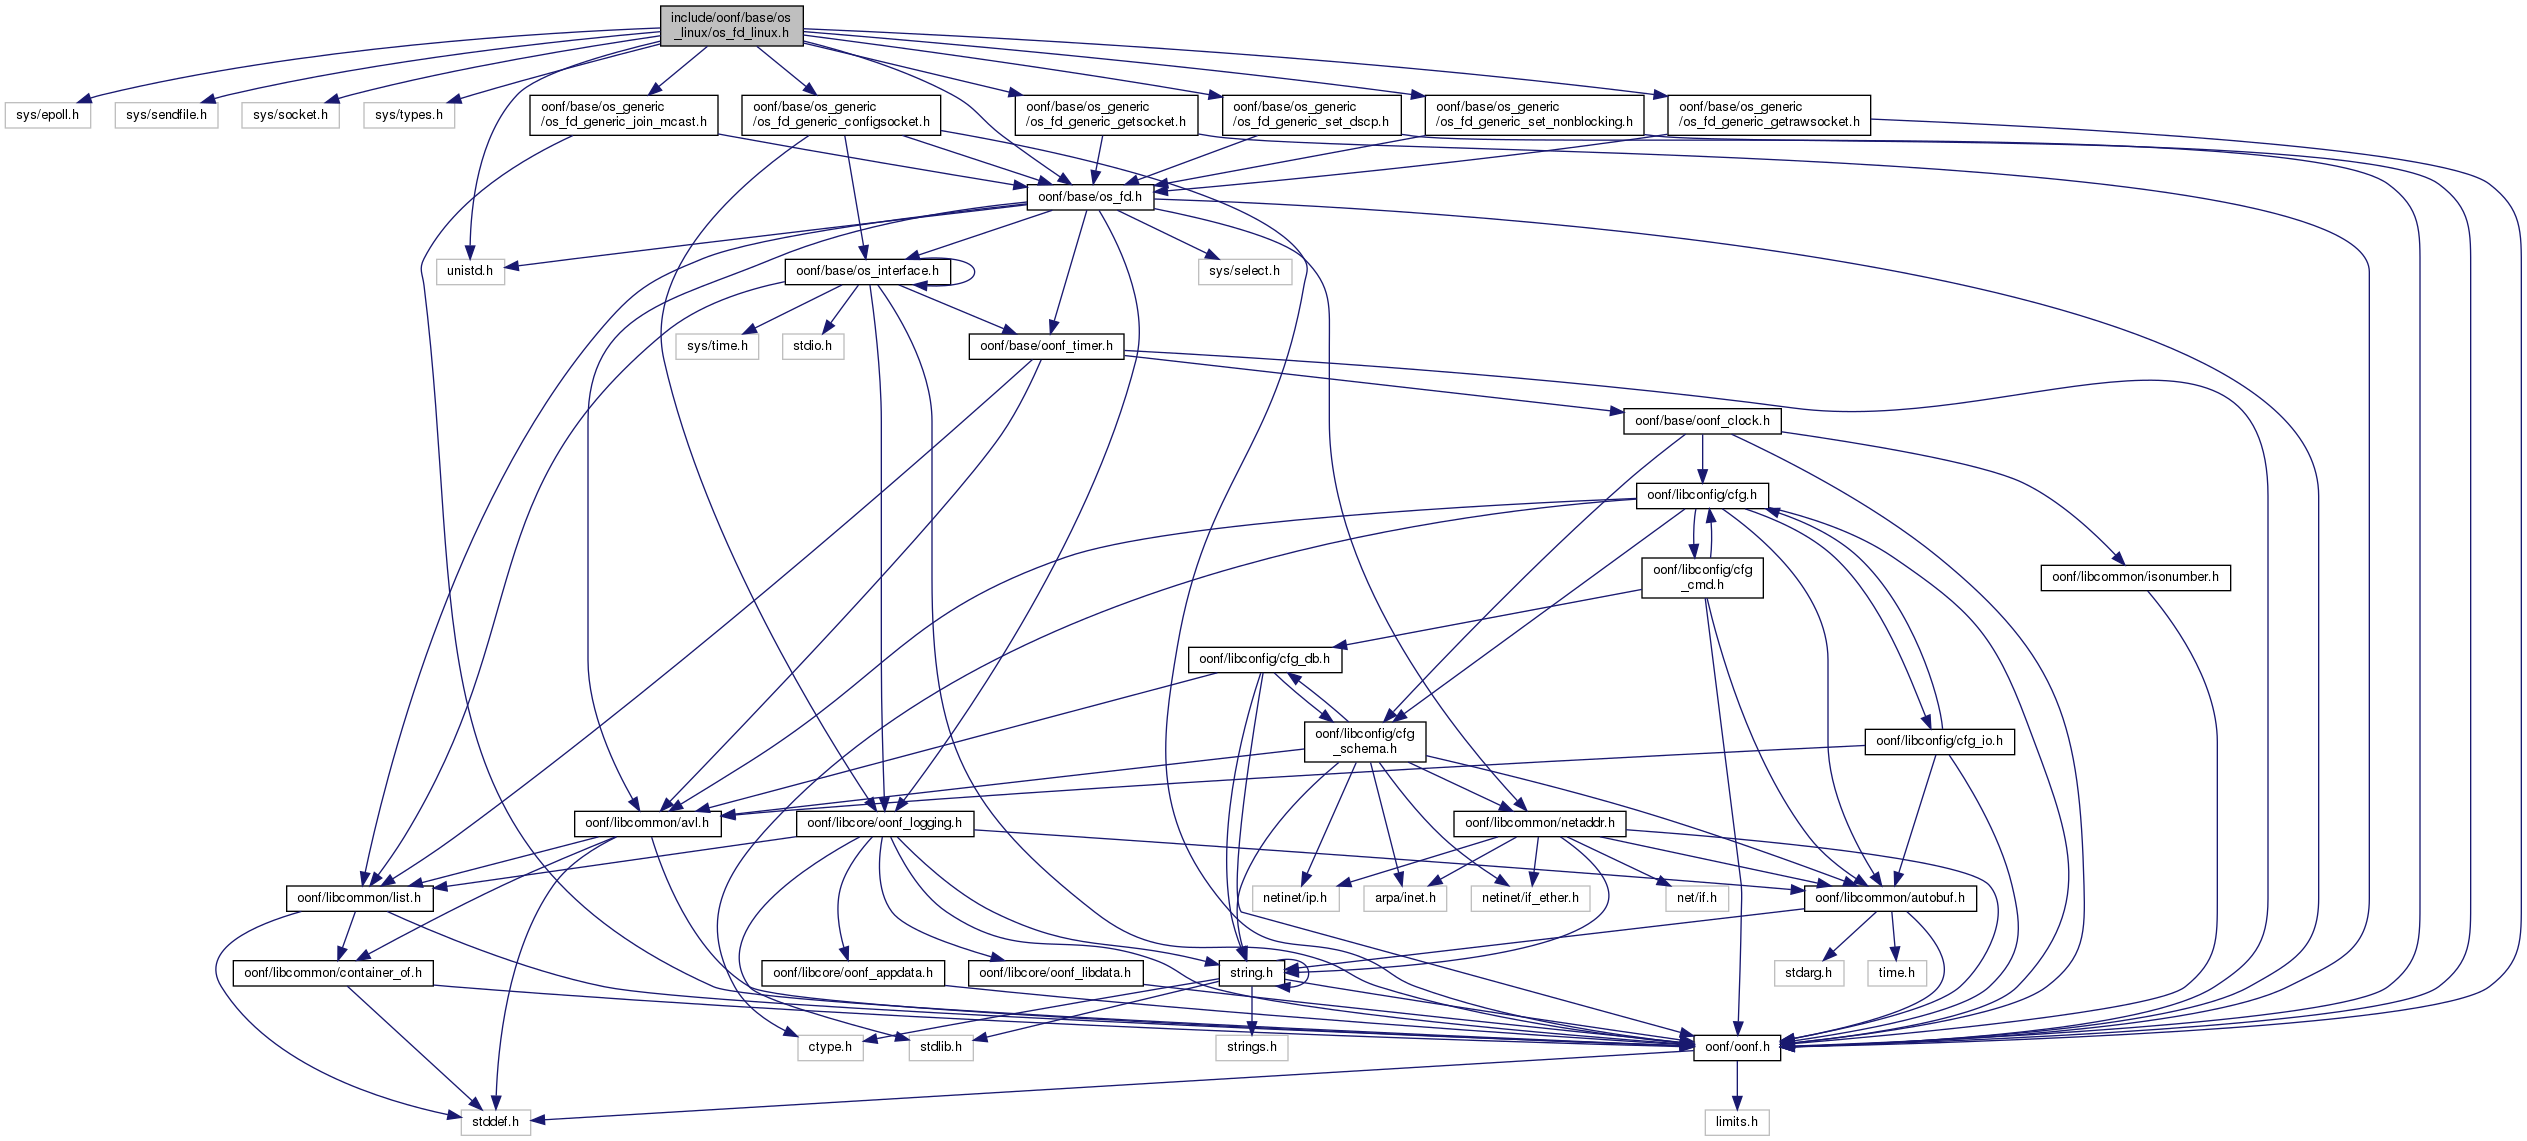 include/oonf/base/os
_linux/os_fd_linux.h
sys/epoll.h
sys/sendfile.h
sys/socket.h
sys/types.h
oonf/base/os_generic
/os_fd_generic_join_mcast.h
oonf/base/os_generic
/os_fd_generic_configsocket.h
oonf/base/os_generic
/os_fd_generic_getsocket.h
oonf/base/os_generic
/os_fd_generic_set_dscp.h
oonf/base/os_generic
/os_fd_generic_set_nonblocking.h
oonf/base/os_generic
/os_fd_generic_getrawsocket.h
oonf/base/os_fd.h
unistd.h
oonf/base/os_interface.h
sys/select.h
sys/time.h
stdio.h
oonf/base/oonf_timer.h
oonf/base/oonf_clock.h
oonf/libconfig/cfg.h
oonf/libconfig/cfg
_cmd.h
oonf/libcommon/isonumber.h
oonf/libconfig/cfg_db.h
oonf/libconfig/cfg
_schema.h
oonf/libconfig/cfg_io.h
oonf/libcommon/avl.h
oonf/libcore/oonf_logging.h
oonf/libcommon/netaddr.h
oonf/libcommon/list.h
netinet/ip.h
arpa/inet.h
netinet/if_ether.h
net/if.h
oonf/libcommon/autobuf.h
oonf/libcommon/container_of.h
oonf/libcore/oonf_appdata.h
oonf/libcore/oonf_libdata.h
string.h
stdarg.h
time.h
ctype.h
stdlib.h
strings.h
oonf/oonf.h
stddef.h
limits.h